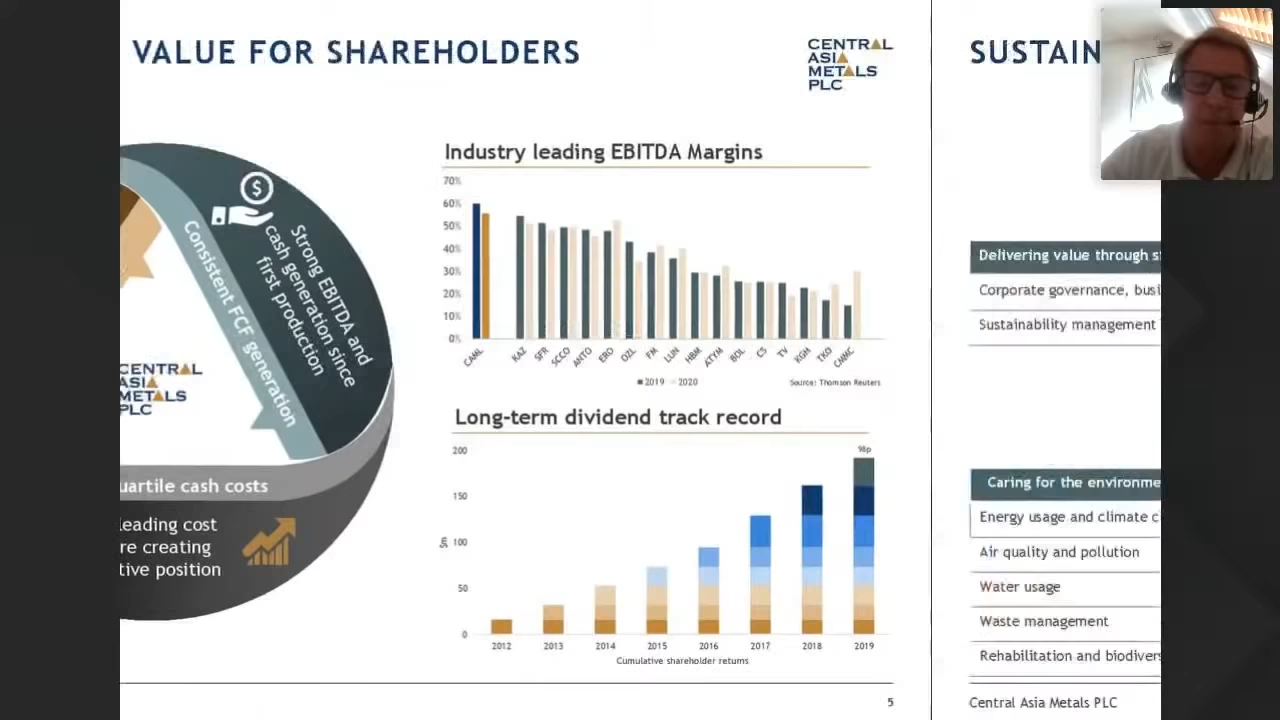 VALUE FOR SHAREHOLDERS
CENTRAL
ASIA
METALS
PLC
Strong EBITDA and
cash generation since
first production
Consistent FCF generation
CENTRAL
ASIA
METALS
PLC
uartile cash costs
leading cost
re creating
tive position
Industry leading EBITDA Margins
70%
60%
50%
40%
30%
20%
10%
0%
CAML KAZ SFR SCCO ANTO ERO OZL FM LUN HBM ATYM BOL CS TV KGH TKO CMMC
2019 2020
Source: Thomson Reuters
Long-term dividend track record
98p
200
150
$m 100
50
0
2012 2013 2014 2015 2016 2017 2018 2019
Cumulative shareholder returns
5
SUSTAIN
Delivering value through s
Corporate governance, busi
Sustainability management
Caring for the environme
Energy usage and climate c
Air quality and pollution
Water usage
Waste management
Rehabilitation and biodivers
Central Asia Metals PLC